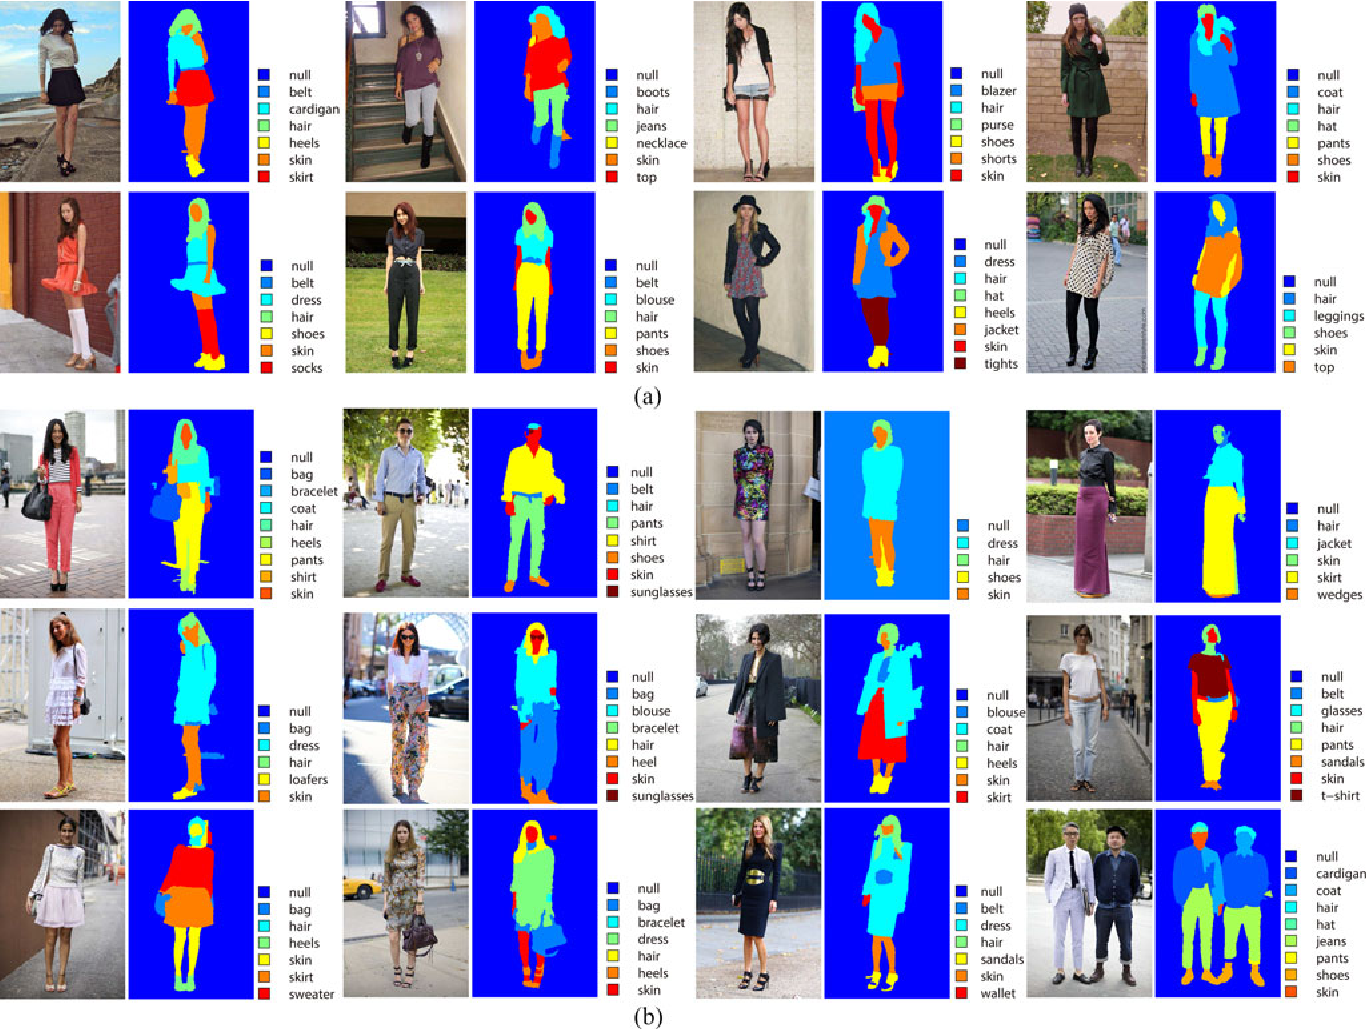 null
belt
cardigan
hair
heels
skin
skirt
null
boots
hair
jeans
necklace
skin
top
null
blazer
hair
purse
shoes
shorts
skin
null
coat
hair
hat
pants
shoes
skin
null
belt
dress
hair
shoes
skin
socks
null
belt
blouse
hair
pants
shoes
skin
null
dress
hair
hat
heels
jacket
skin
tights
null
hair
leggings
shoes
skin
top
(a)
null
bag
bracelet
coat
hair
heels
pants
shirt
skin
null
belt
hair
pants
shirt
shoes
skin
sunglasses
null
dress
hair
shoes
skin
null
hair
jacket
skin
skirt
wedges
null
bag
dress
hair
loafers
skin
null
bag
blouse
bracelet
hair
heel
skin
sunglasses
null
blouse
coat
hair
heels
skin
skirt
null
belt
glasses
hair
pants
sandals
skin
t-shirt
null
bag
hair
heels
skin
skirt
sweater
null
bag
bracelet
dress
hair
heels
skin
null
belt
dress
hair
sandals
skin
wallet
null
cardigan
coat
hair
hat
jeans
pants
shoes
skin
(b)